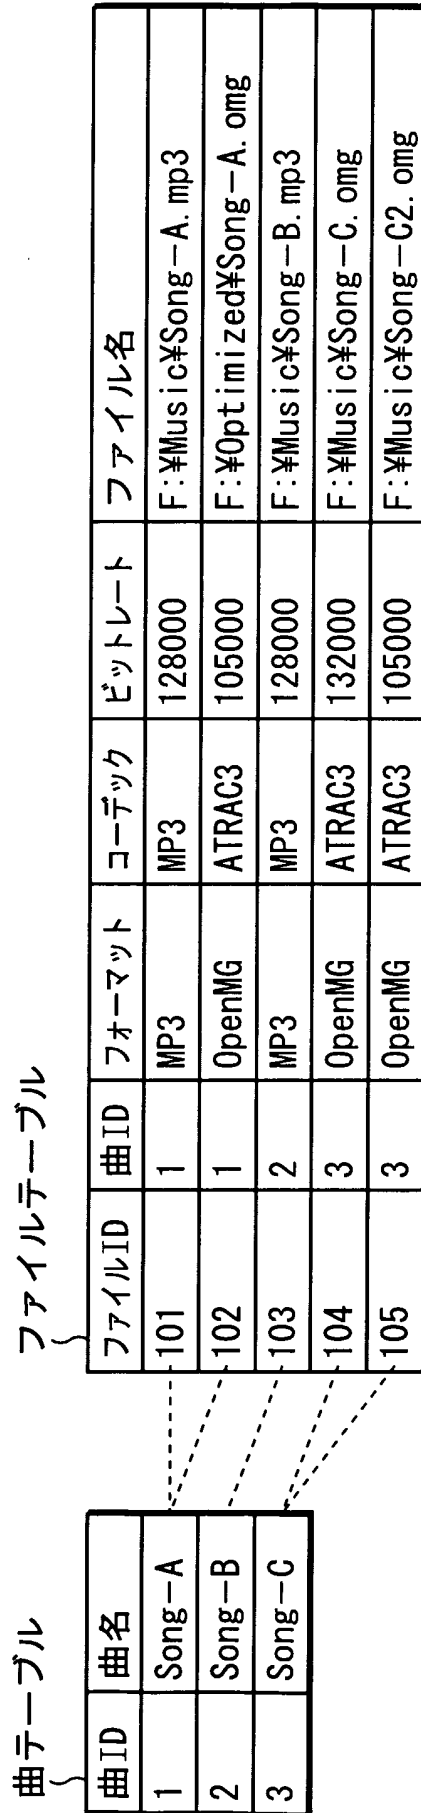 曲テーブル
曲ID 曲名
1 Song-A
2 Song-B
3 Song-C
ファイルテーブル
ファイルID 曲ID フォーマット コーデック ビットレート ファイル名
101 1 MP3 MP3 128000 F:¥Music¥Song-A.mp3
102 1 OpenMG ATRAC3 105000 F:¥Optimized¥Song-A.omg
103 2 MP3 MP3 128000 F:¥Music¥Song-B.mp3
104 3 OpenMG ATRAC3 132000 F:¥Music¥Song-C.omg
105 3 OpenMG ATRAC3 105000 F:¥Music¥Song-C2.omg